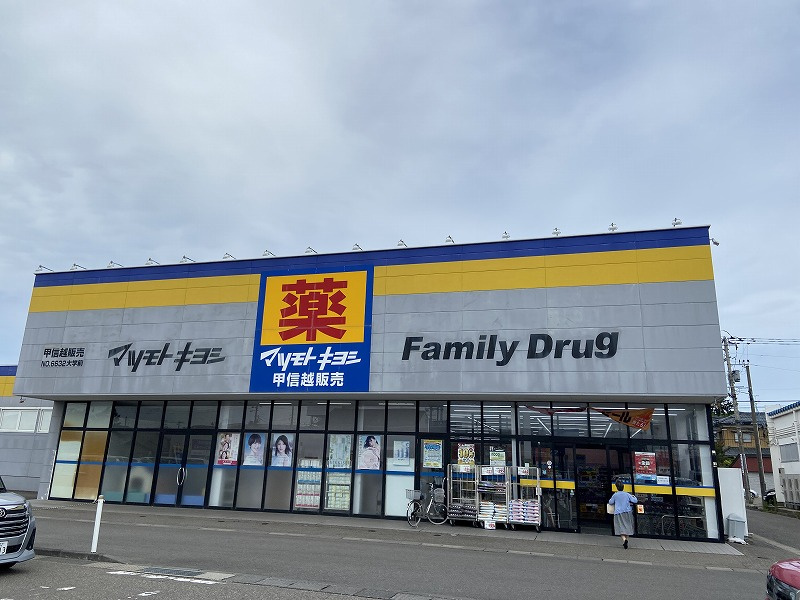 甲信越販売
NO.6632大学前
マツモトキヨシ
薬
マツモトキヨシ
甲信越販売
Family Drug